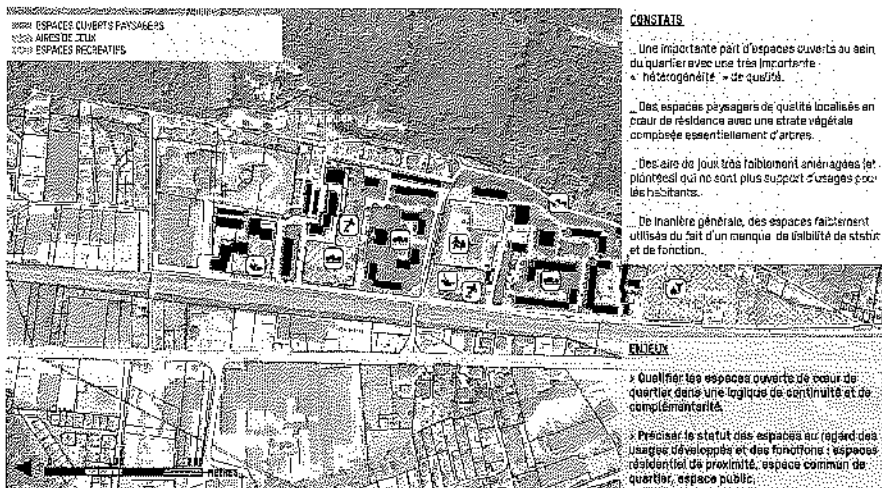 ESPACES OUVERTS PAYSAGERS
AIRES DE JEUX
ESPACES RECREATIFS
CONSTATS
_ Une importante part d'espaces ouverts au sein
du quartier avec une très importante
« hétérogénéité » de qualité.
_ Des espaces paysagers de qualité localisés en
cœur de résidence avec une strate végétale
composée essentiellement d'arbres.
_ Des aire de jeux très faiblement aménagées (et
plantées) qui ne sont plus support d'usages pour
les habitants.
_ De manière générale, des espaces faiblement
utilisés du fait d'un manque de lisibilité de statut
et de fonction.
ENJEUX
> Qualifier les espaces ouverts de cœur de
quartier dans une logique de continuité et de
complémentarité.
> Préciser le statut des espaces au regard des
usages développés et des fonctions : espaces
résidentiel de proximité, espace commun de
quartier, espace public.
METRES